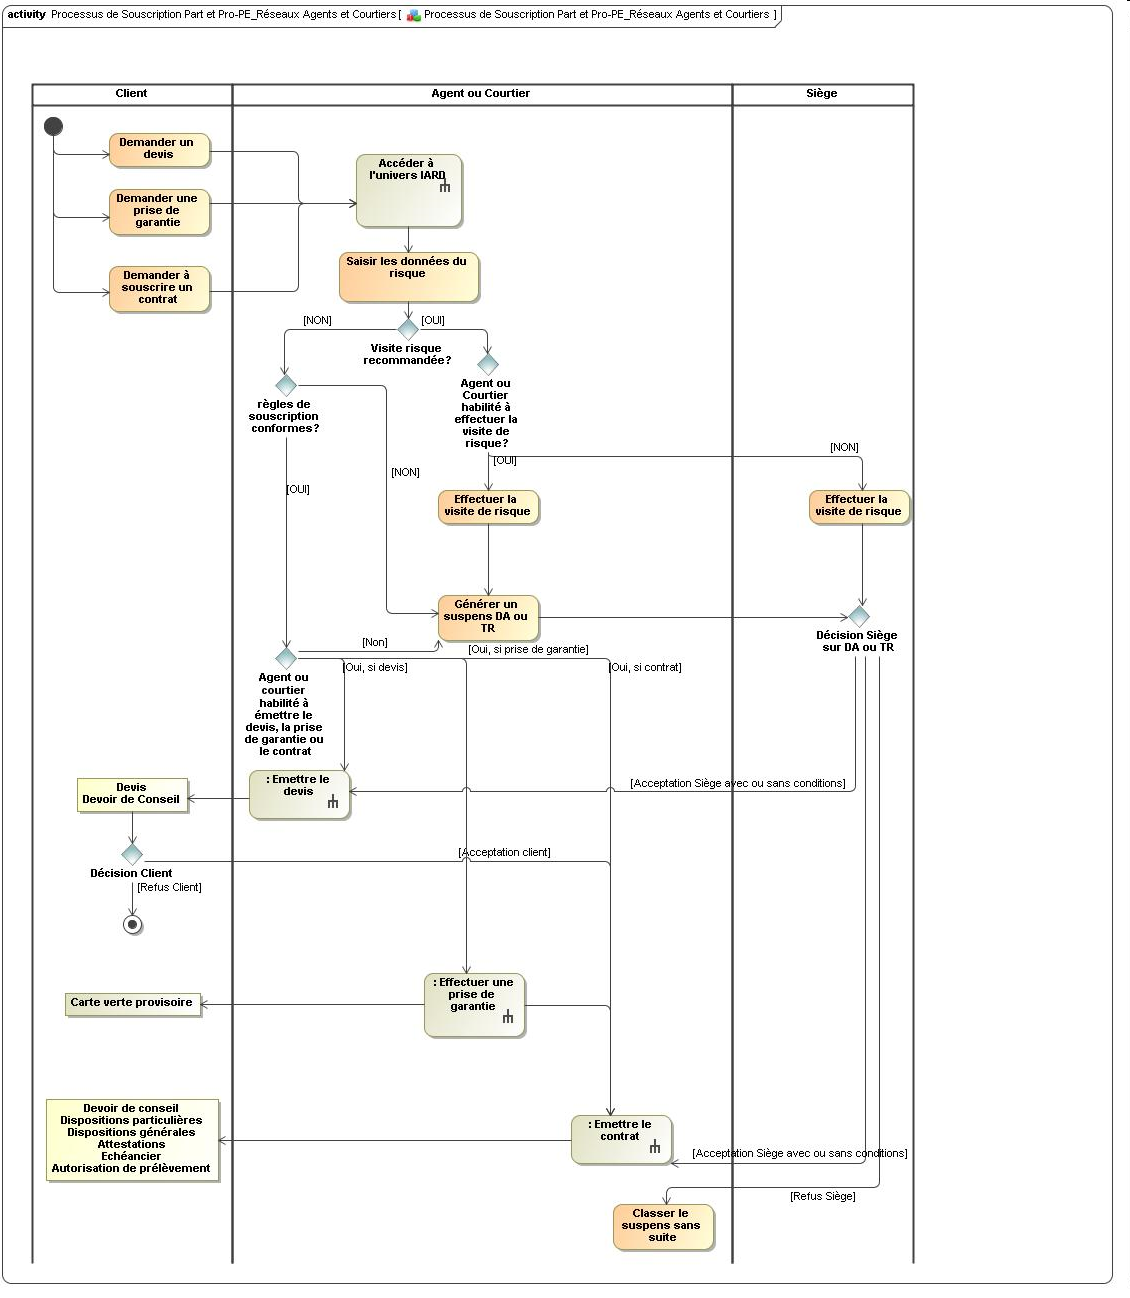 activity Processus de Souscription Part et Pro-PE_Réseaux Agents et Courtiers [ Processus de Souscription Part et Pro-PE_Réseaux Agents et Courtiers ]
Client
Agent ou Courtier
Siège
Demander un
devis
Demander une
prise de
garantie
Demander à
souscrire un
contrat
Accéder à
l'univers IARD
Saisir les données du
risque
[NON]
[OUI]
Visite risque
recommandée?
règles de
souscription
conformes?
Agent ou
Courtier
habilité à
effectuer la
visite de
risque?
[NON]
[OUI]
[NON]
[OUI]
Effectuer la
visite de risque
Effectuer la
visite de risque
Générer un
suspens DA ou
TR
Décision Siège
sur DA ou TR
[Non]
[Oui, si prise de garantie]
[Oui, si devis]
[Oui, si contrat]
Agent ou
courtier
habilité à
émettre le
devis, la prise
de garantie ou
le contrat
: Emettre le
devis
[Acceptation Siège avec ou sans conditions]
Devis
Devoir de Conseil
[Acceptation client]
Décision Client
[Refus Client]
: Effectuer une
prise de
garantie
Carte verte provisoire
Devoir de conseil
Dispositions particulières
Dispositions générales
Attestations
Echéancier
Autorisation de prélèvement
: Emettre le
contrat
[Acceptation Siège avec ou sans conditions]
[Refus Siège]
Classer le
suspens sans
suite